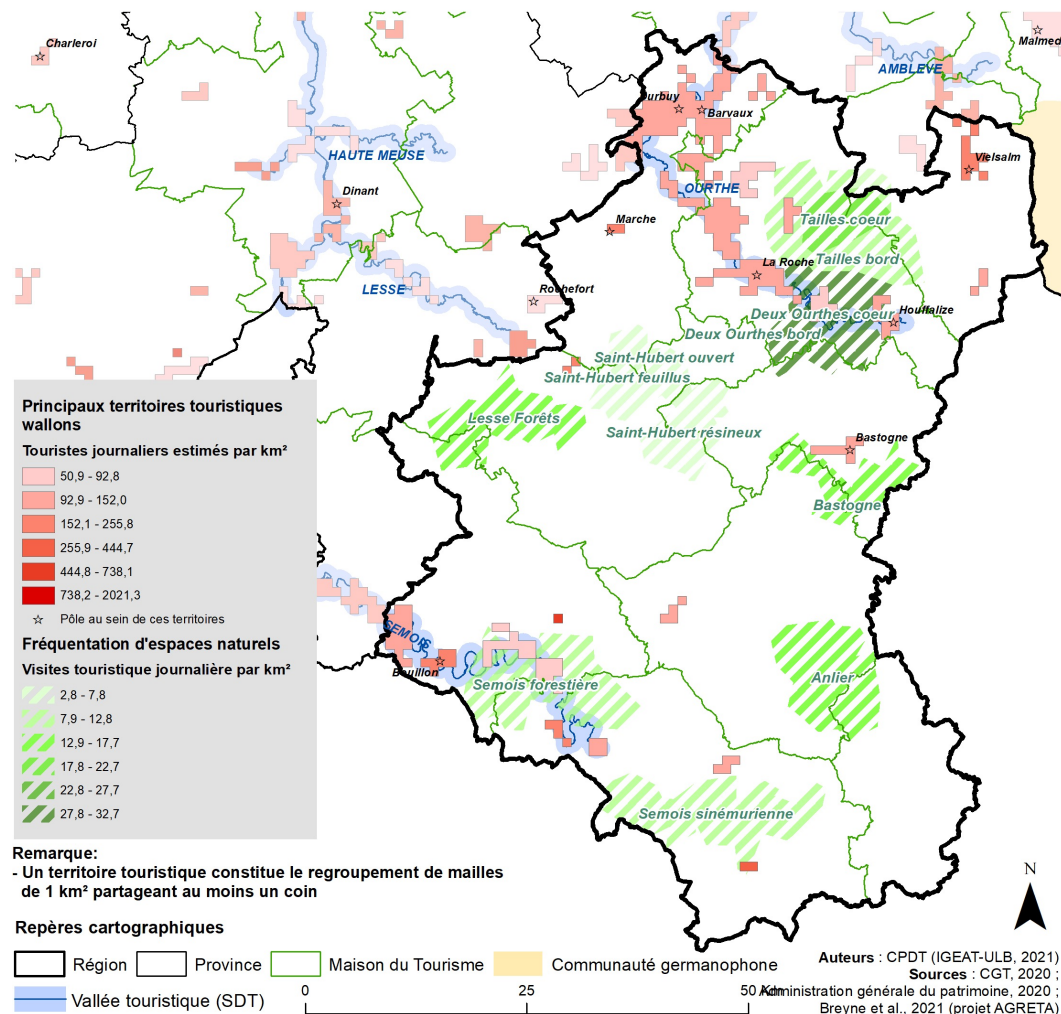 Charleroi
Malmed
AMBLEVE
urbuy
Barvaux
HAUTE MEUSE
Vielsalm
Dinant
OURTHE
Marche
Tailles coeur
La Roche
Tailles bord
LESSE
Rochefort
Deux Ourthes coeur
Houffalize
Deux Ourthes bord
Saint-Hubert ouvert
Saint-Hubert feuillus
Lesse Forêts
Saint-Hubert résineux
Bastogne
Bastogne
SEMOIS
Bouillon
Semois forestière
Anlier
Semois sinémurienne
Principaux territoires touristiques
wallons
Touristes journaliers estimés par km²
50,9 - 92,8
92,9 - 152,0
152,1 - 255,8
255,9 - 444,7
444,8 - 738,1
738,2 - 2021,3
Pôle au sein de ces territoires
Fréquentation d'espaces naturels
Visites touristique journalière par km²
2,8 - 7,8
7,9 - 12,8
12,9 - 17,7
17,8 - 22,7
22,8 - 27,7
27,8 - 32,7
Remarque:
- Un territoire touristique constitue le regroupement de mailles
de 1 km² partageant au moins un coin
N
Repères cartographiques
Région
Province
Maison du Tourisme
Communauté germanophone
Vallée touristique (SDT)
0 25 50 Km
Auteurs : CPDT (IGEAT-ULB, 2021)
Sources : CGT, 2020 ;
Administration générale du patrimoine, 2020 ;
Breyne et al., 2021 (projet AGRETA)